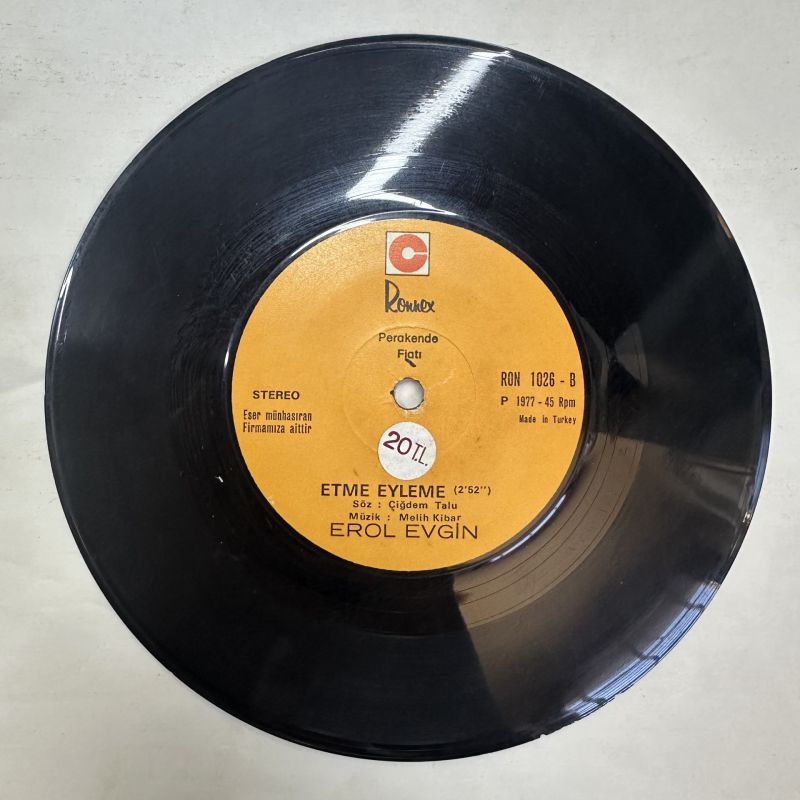 Ronnex
Perakende
Fiatı
STEREO
Eser münhasıran
Firmamıza aittir
RON 1026 - B
P 1977 - 45 Rpm
Made in Turkey
20 T.L.
ETME EYLEME (2'52")
Söz : Çiğdem Talu
Müzik : Melih Kibar
EROL EVGİN